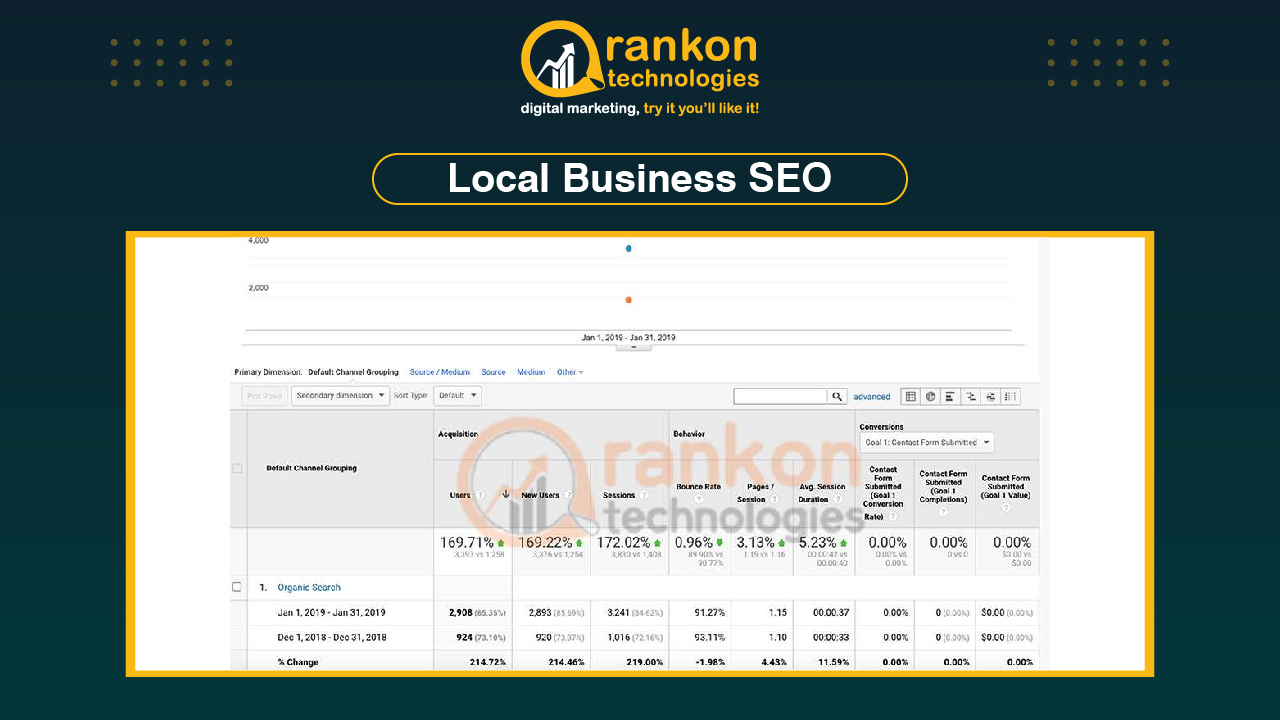 rankon
technologies
digital marketing, try it you'll like it!
Local Business SEO
4,000
2,000
Jan 1, 2019 - Jan 31, 2019
Primary Dimension: Default Channel Grouping Source / Medium Source Medium Other
Plot Rows Secondary dimension Sort Type: Default advanced
Default Channel Grouping
Acquisition
Users ? New Users ? Sessions ?
Behavior
Bounce Rate ?
Pages / Session ?
Avg. Session Duration ?
Conversions
Goal 1: Contact Form Submitted
Contact Form Submitted (Goal 1 Conversion Rate) ?
Contact Form Submitted (Goal 1 Completions) ?
Contact Form Submitted (Goal 1 Value) ?
rankon
technologies
169.71% 169.22% 172.02% 0.96% 3.13% 5.23% 0.00% 0.00% 0.00%
3,393 vs 1,258 3,376 vs 1,254 3,830 vs 1,408 89.90% vs 90.77% 1.19 vs 1.16 00:00:42 vs 00:00:40 0.00% vs 0.00% 0 vs 0 $0.00 vs $0.00
1. Organic Search
Jan 1, 2019 - Jan 31, 2019 2,908 (85.35%) 2,893 (85.69%) 3,241 (84.62%) 91.27% 1.15 00:00:37 0.00% 0 (0.00%) $0.00 (0.00%)
Dec 1, 2018 - Dec 31, 2018 924 (73.10%) 920 (73.37%) 1,016 (72.16%) 93.11% 1.10 00:00:33 0.00% 0 (0.00%) $0.00 (0.00%)
% Change 214.72% 214.46% 219.00% -1.98% 4.43% 11.59% 0.00% 0.00% 0.00%